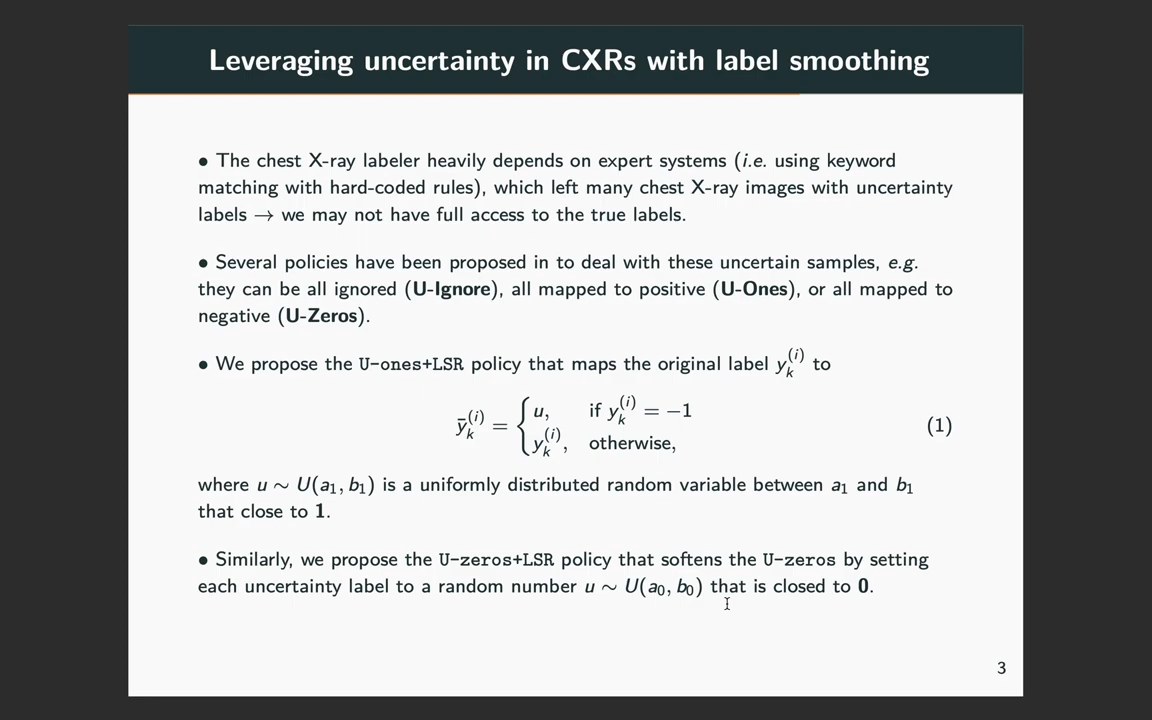 Leveraging uncertainty in CXRs with label smoothing
• The chest X-ray labeler heavily depends on expert systems (i.e. using keyword
matching with hard-coded rules), which left many chest X-ray images with uncertainty
labels → we may not have full access to the true labels.
• Several policies have been proposed in to deal with these uncertain samples, e.g.
they can be all ignored (U-Ignore), all mapped to positive (U-Ones), or all mapped to
negative (U-Zeros).
• We propose the U-ones+LSR policy that maps the original label y_k^(i) to
ȳ_k^(i) = { u, if y_k^(i) = −1
y_k^(i), otherwise, (1)
where u ∼ U(a₁, b₁) is a uniformly distributed random variable between a₁ and b₁
that close to 1.
• Similarly, we propose the U-zeros+LSR policy that softens the U-zeros by setting
each uncertainty label to a random number u ∼ U(a₀, b₀) that is closed to 0.
3